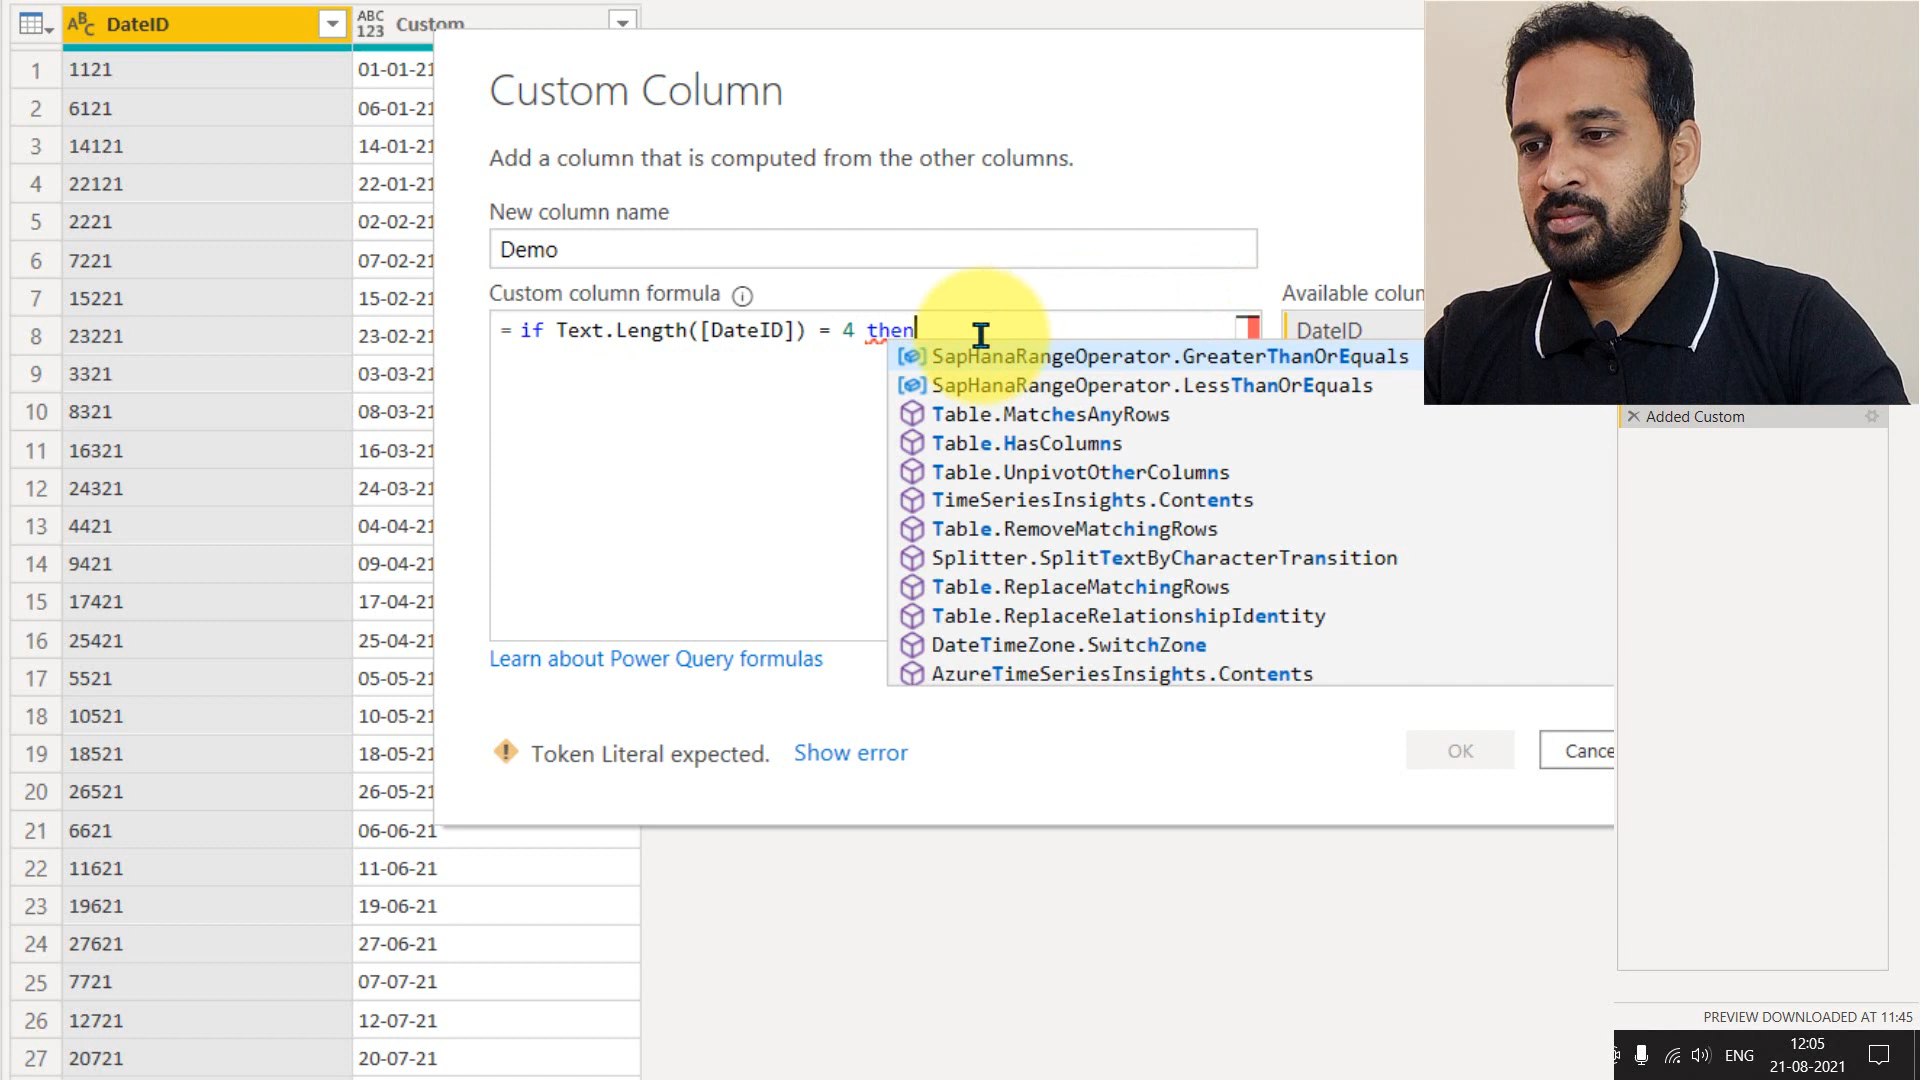 DateID
ABC 123 Custom
1 1121 01-01-21
2 6121 06-01-21
3 14121 14-01-21
4 22121 22-01-21
5 2221 02-02-21
6 7221 07-02-21
7 15221 15-02-21
8 23221 23-02-21
9 3321 03-03-21
10 8321 08-03-21
11 16321 16-03-21
12 24321 24-03-21
13 4421 04-04-21
14 9421 09-04-21
15 17421 17-04-21
16 25421 25-04-21
17 5521 05-05-21
18 10521 10-05-21
19 18521 18-05-21
20 26521 26-05-21
21 6621 06-06-21
22 11621 11-06-21
23 19621 19-06-21
24 27621 27-06-21
25 7721 07-07-21
26 12721 12-07-21
27 20721 20-07-21
Custom Column
Add a column that is computed from the other columns.
New column name
Demo
Custom column formula
= if Text.Length([DateID]) = 4 then
SapHanaRangeOperator.GreaterThanOrEquals
SapHanaRangeOperator.LessThanOrEquals
Table.MatchesAnyRows
Table.HasColumns
Table.UnpivotOtherColumns
TimeSeriesInsights.Contents
Table.RemoveMatchingRows
Splitter.SplitTextByCharacterTransition
Table.ReplaceMatchingRows
Table.ReplaceRelationshipIdentity
DateTimeZone.SwitchZone
AzureTimeSeriesInsights.Contents
Learn about Power Query formulas
Token Literal expected. Show error
OK
Cance
Available colum
DateID
Added Custom
PREVIEW DOWNLOADED AT 11:45
ENG
12:05
21-08-2021